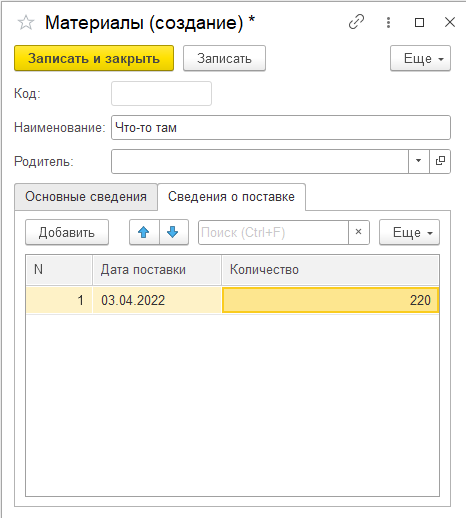 Материалы (создание) *
Записать и закрыть Записать Еще
Код:
Наименование: Что-то там
Родитель:
Основные сведения Сведения о поставке
Добавить Поиск (Ctrl+F) × Еще
N Дата поставки Количество
1 03.04.2022 220